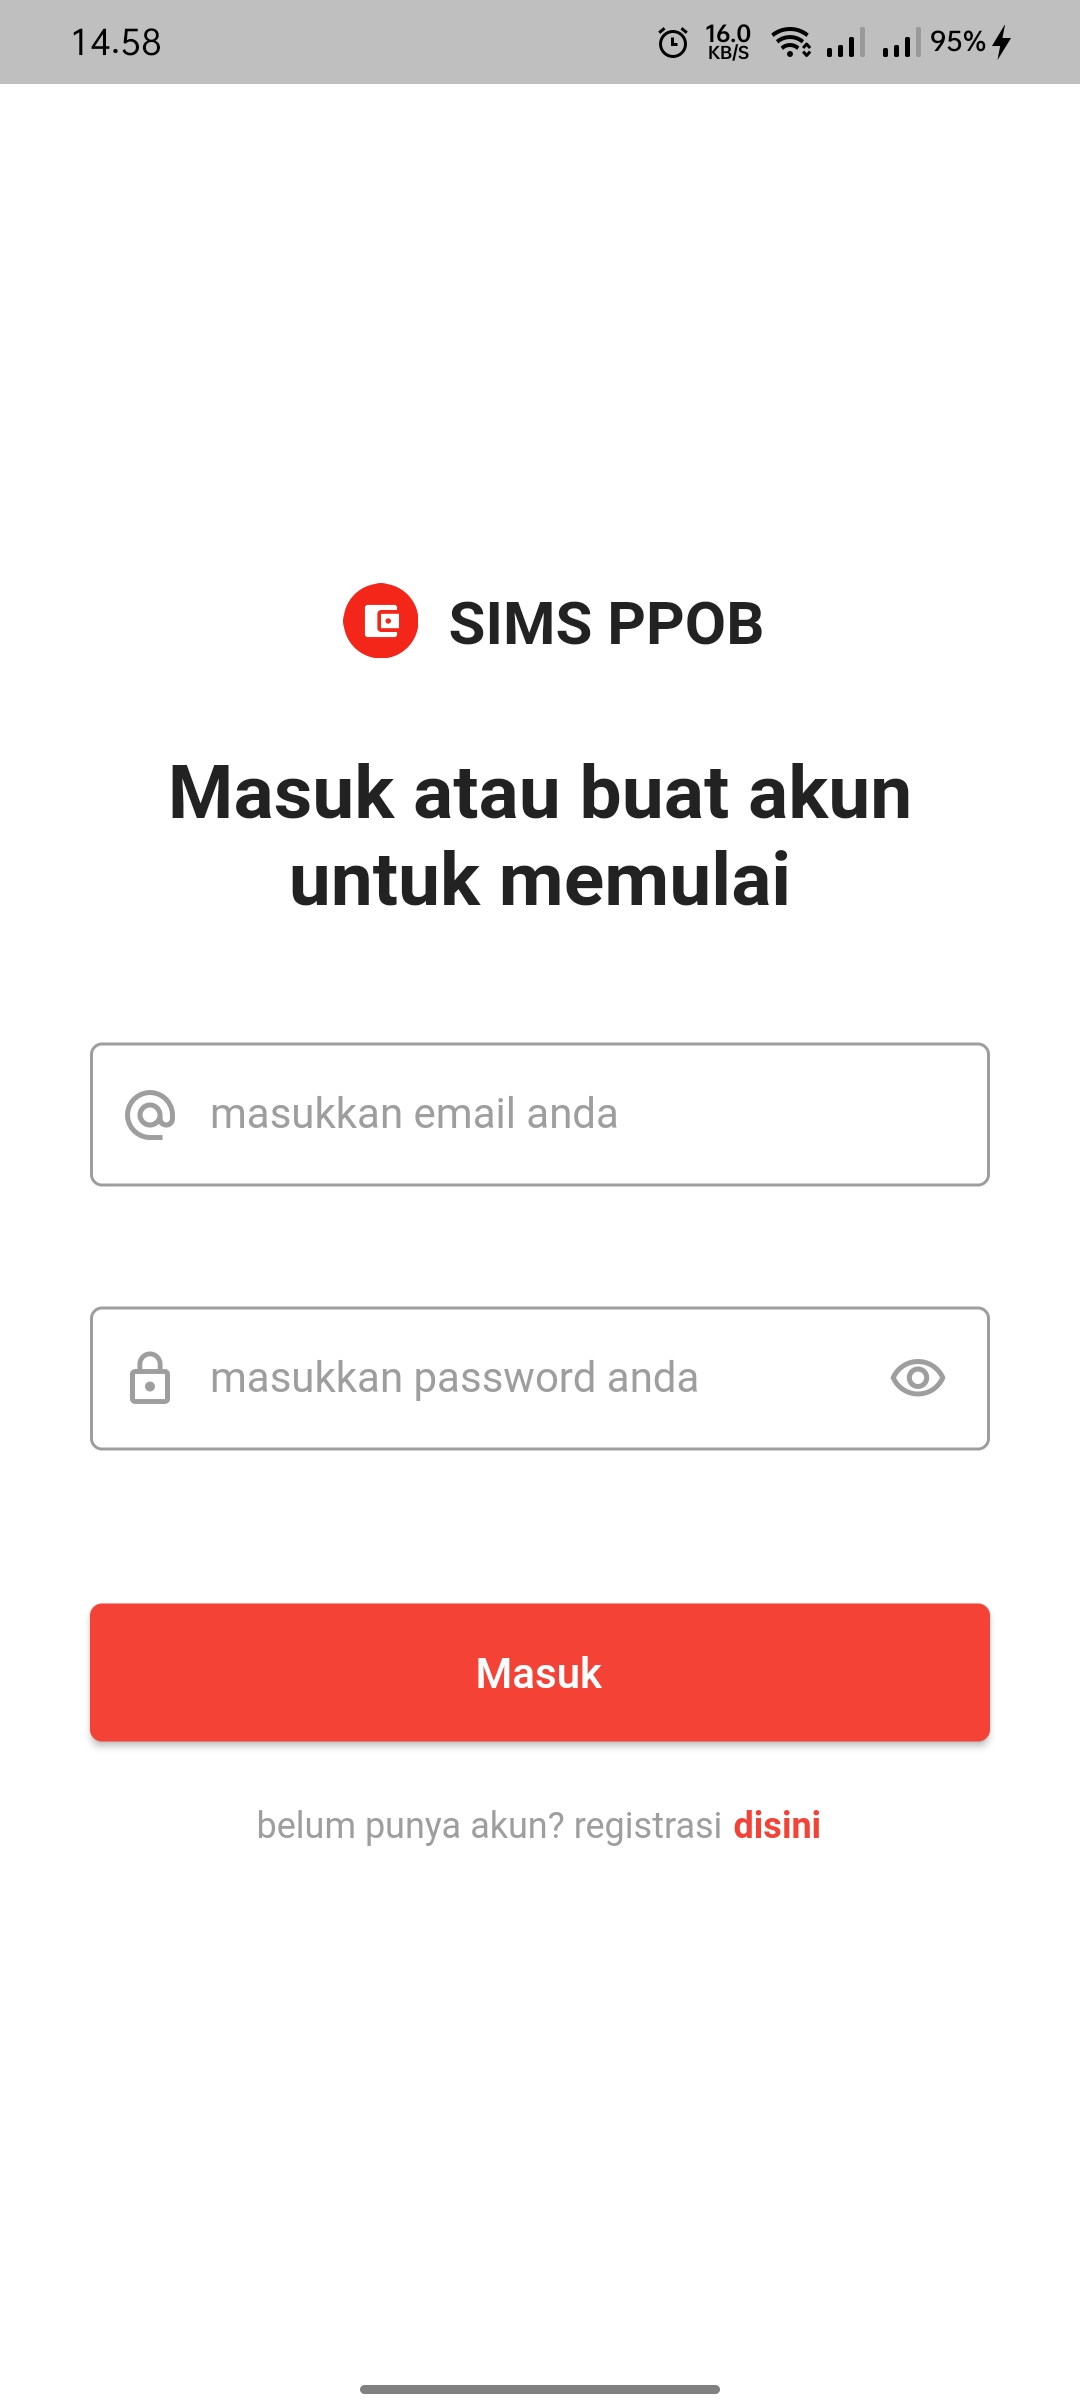 14.58
16.0
KB/S
95%
SIMS PPOB
Masuk atau buat akun
untuk memulai
masukkan email anda
masukkan password anda
Masuk
belum punya akun? registrasi disini